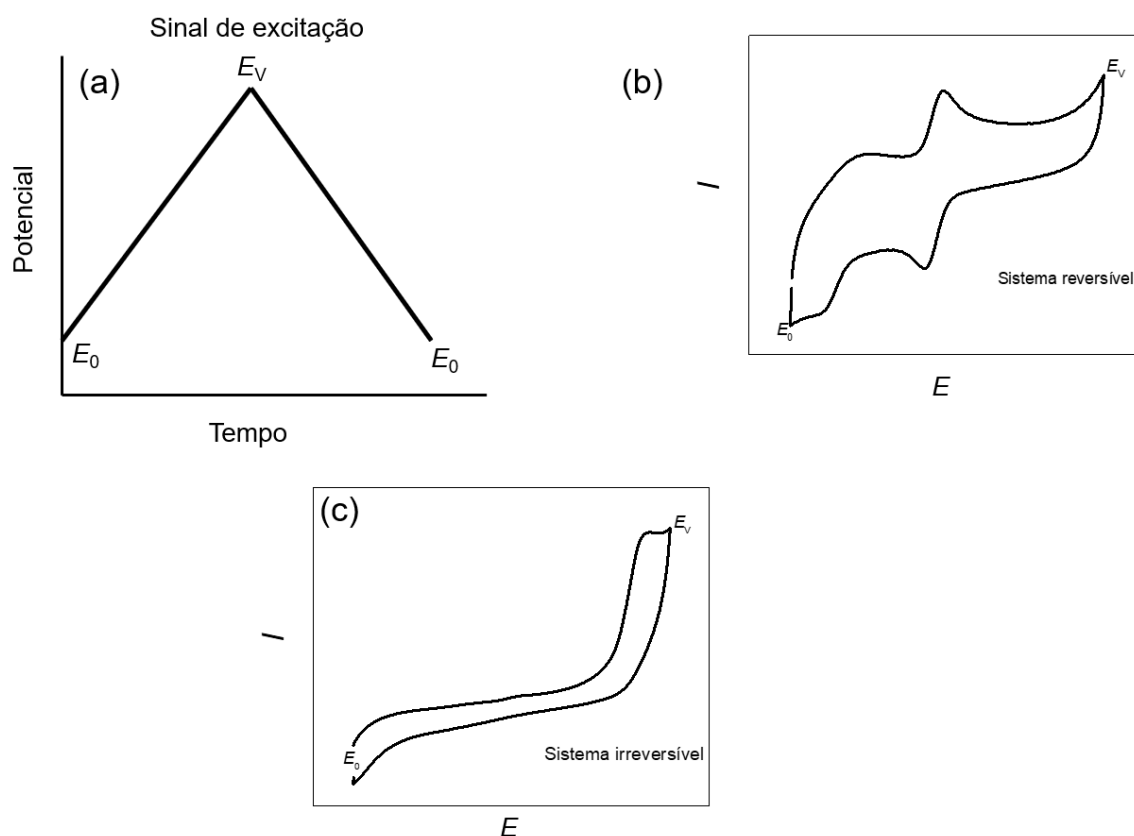 Sinal de excitação
(a)
E_V
Potencial
E_0
E_0
Tempo
(b)
E_V
I
Sistema reversível
E_0
E
(c)
E_V
I
E_0
Sistema irreversível
E